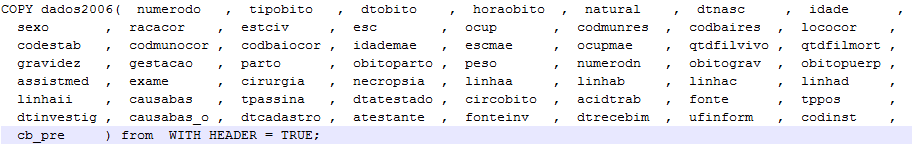 COPY dados2006( numerodo , tipobito , dtobito , horaobito , natural , dtnasc , idade ,
sexo , racacor , estciv , esc , ocup , codmunres , codbaires , lococor ,
codestab , codmunocor , codbaiocor , idademae , escmae , ocupmae , qtdfilvivo , qtdfilmort ,
gravidez , gestacao , parto , obitoparto , peso , numerodn , obitograv , obitopuerp ,
assistmed , exame , cirurgia , necropsia , linhaa , linhab , linhac , linhad ,
linhaii , causabas , tpassina , dtatestado , circobito , acidtrab , fonte , tppos ,
dtinvestig , causabas_o , dtcadastro , atestante , fonteinv , dtrecebim , ufinform , codinst ,
cb_pre ) from WITH HEADER = TRUE;